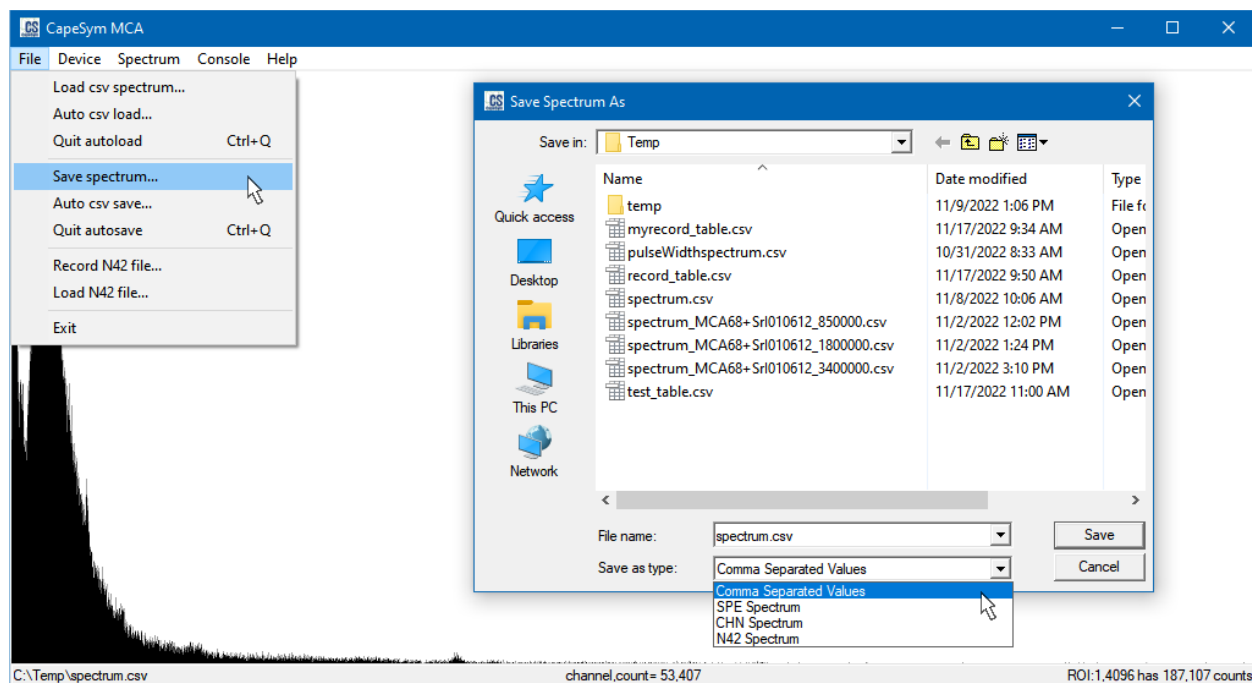 CS CapeSym MCA
File Device Spectrum Console Help
Load csv spectrum...
Auto csv load...
Quit autoload Ctrl+Q
Save spectrum...
Auto csv save...
Quit autosave Ctrl+Q
Record N42 file...
Load N42 file...
Exit
CS Save Spectrum As
Save in: Temp
Quick access
Desktop
Libraries
This PC
Network
Name Date modified Type
temp 11/9/2022 1:06 PM File fo
myrecord_table.csv 11/17/2022 9:34 AM Open
pulseWidthspectrum.csv 10/31/2022 8:33 AM Open
record_table.csv 11/17/2022 9:50 AM Open
spectrum.csv 11/8/2022 10:06 AM Open
spectrum_MCA68+SrI010612_850000.csv 11/2/2022 12:02 PM Open
spectrum_MCA68+SrI010612_1800000.csv 11/2/2022 1:24 PM Open
spectrum_MCA68+SrI010612_3400000.csv 11/2/2022 3:10 PM Open
test_table.csv 11/17/2022 11:00 AM Open
File name: spectrum.csv Save
Save as type: Comma Separated Values Cancel
Comma Separated Values
SPE Spectrum
CHN Spectrum
N42 Spectrum
C:\Temp\spectrum.csv channel,count= 53,407 ROI:1,4096 has 187,107 counts